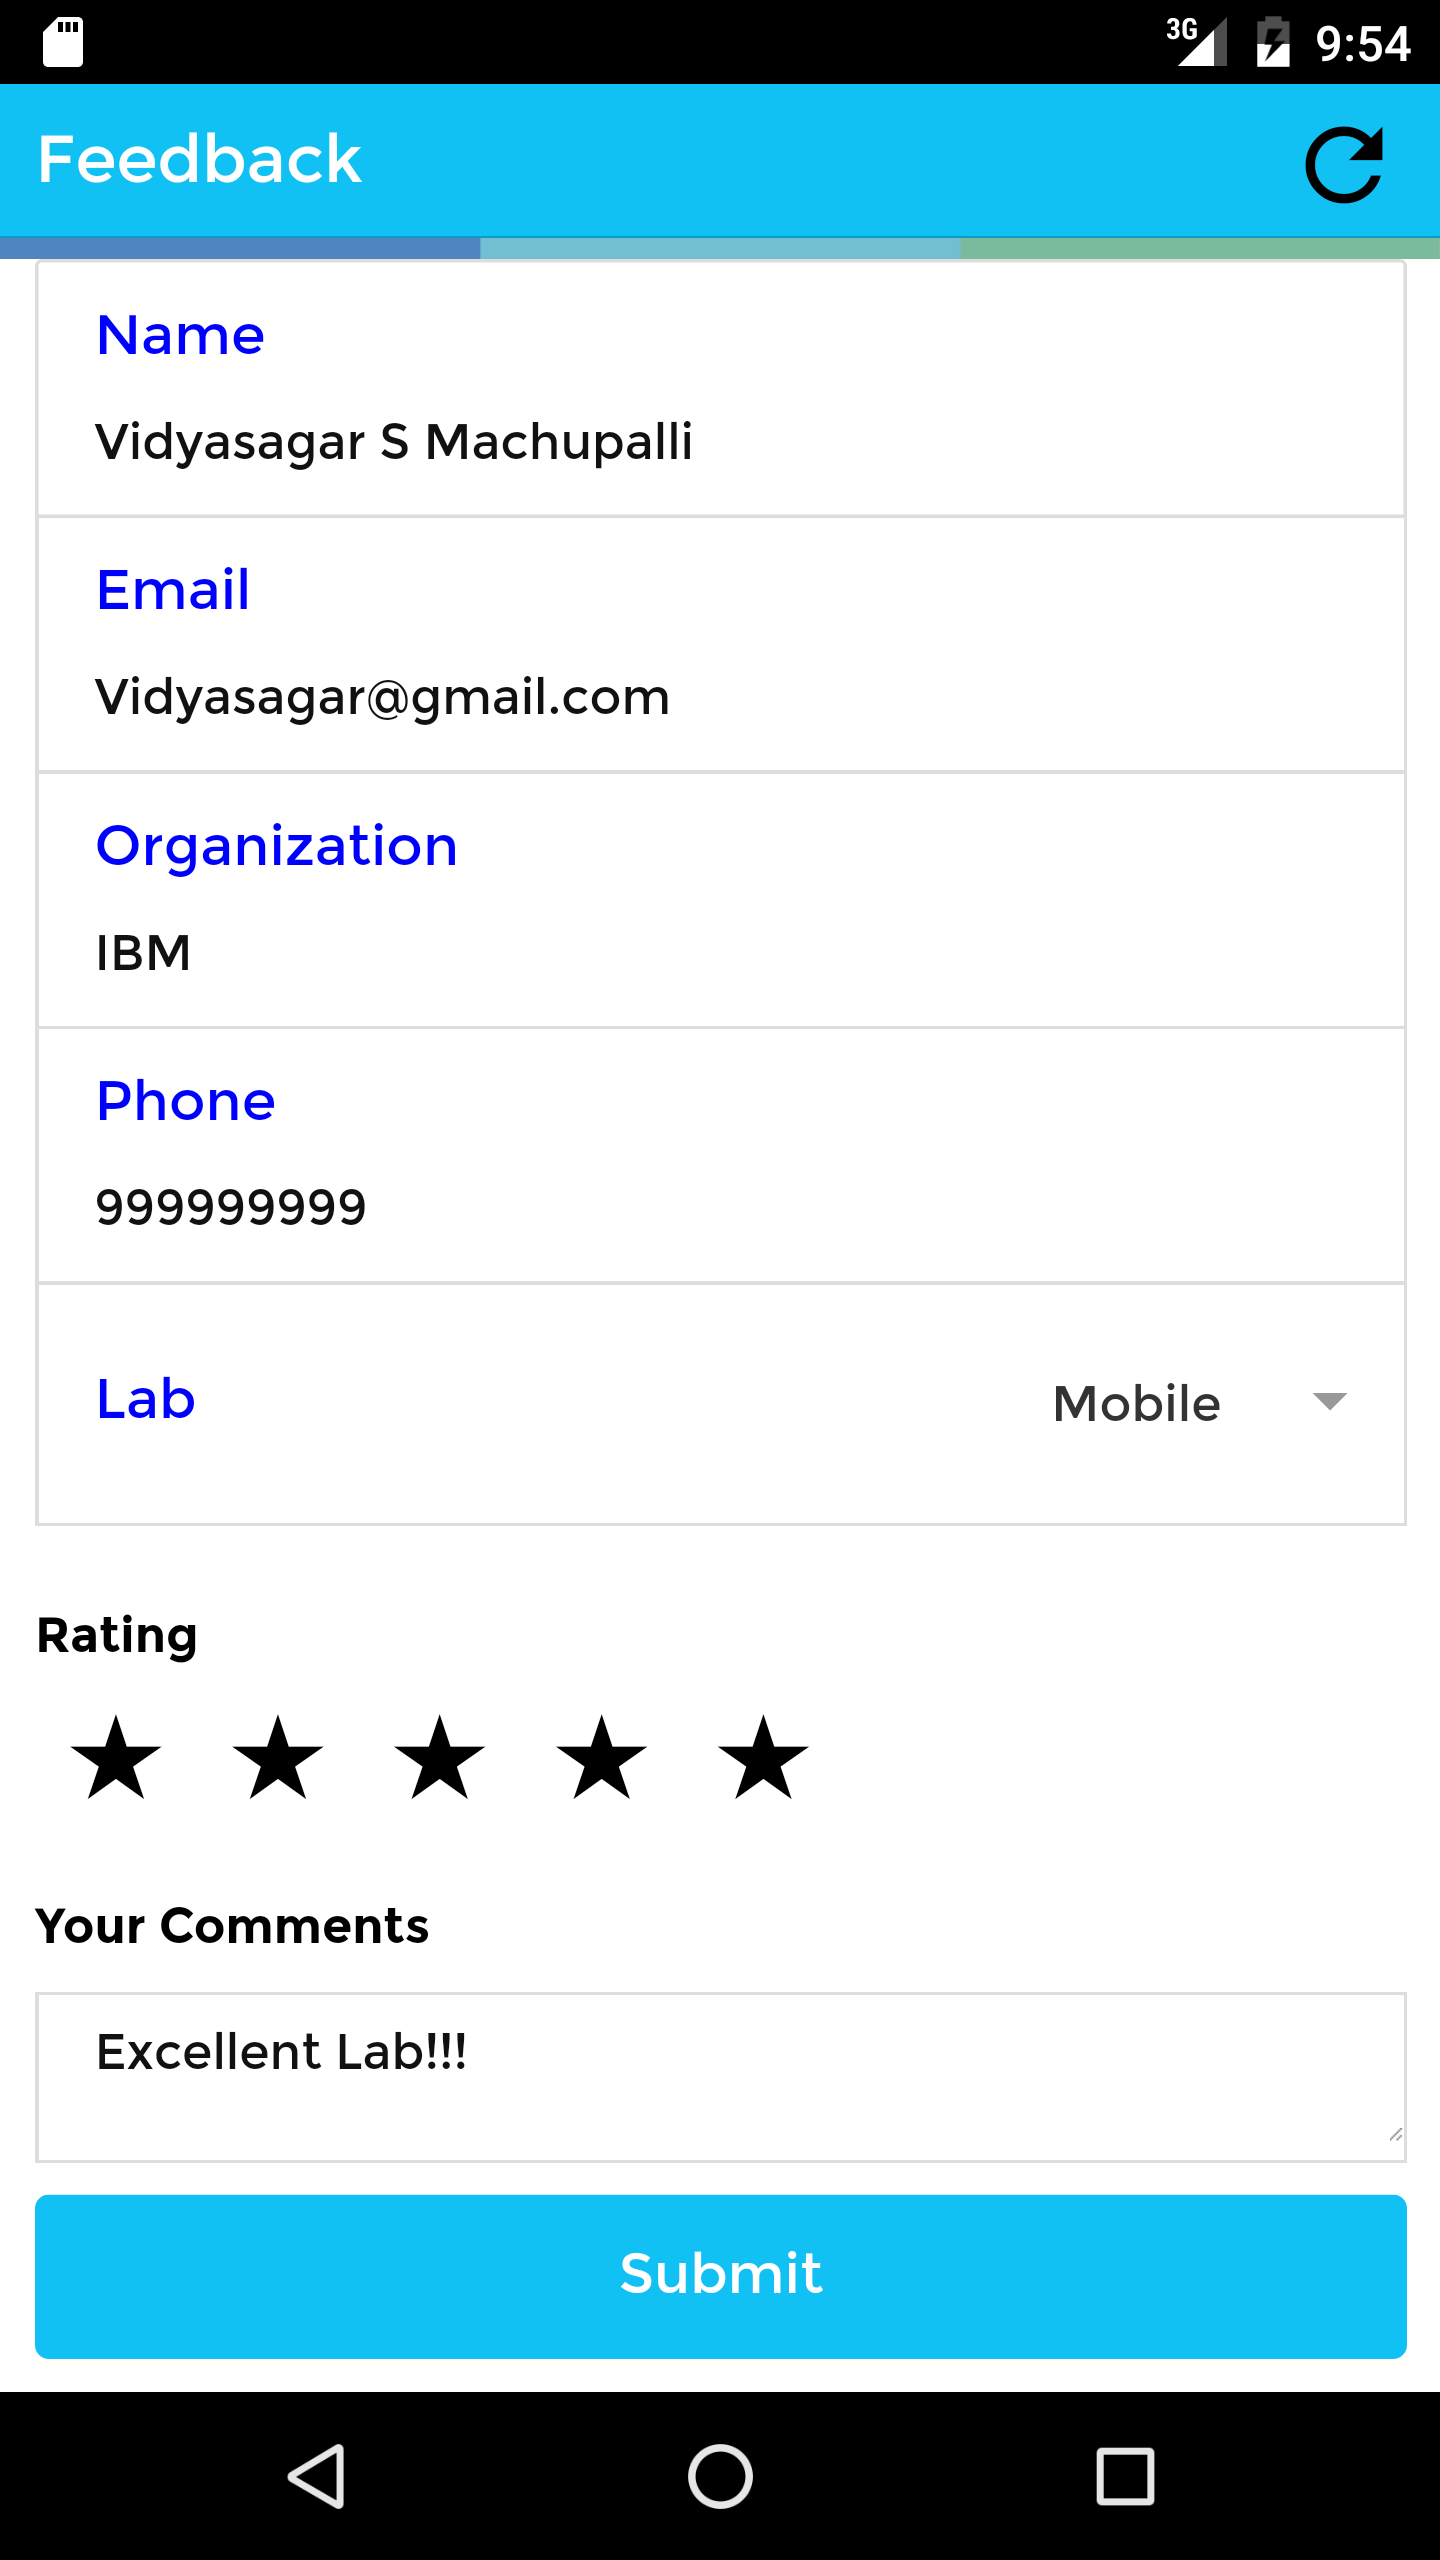 3G 9:54
Feedback
Name
Vidyasagar S Machupalli
Email
Vidyasagar@gmail.com
Organization
IBM
Phone
999999999
Lab Mobile
Rating
Your Comments
Excellent Lab!!!
Submit